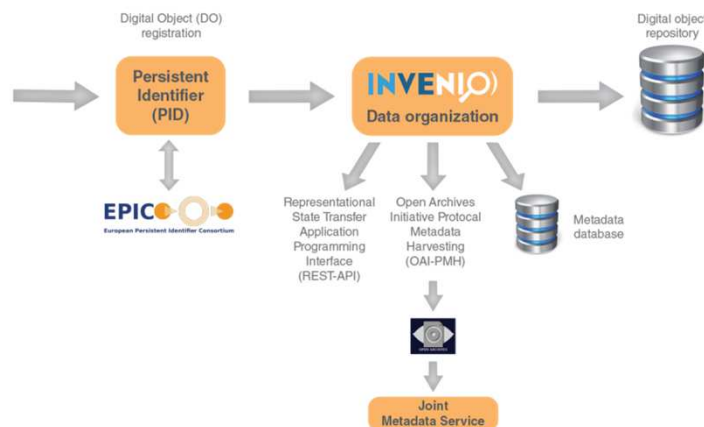 Digital Object (DO)
registration
Persistent
Identifier
(PID)
EPIC
European Persistent Identifier Consortium
INVENIO
Data organization
Digital object
repository
Representational
State Transfer
Application
Programming
Interface
(REST-API)
Open Archives
Initiative Protocal
Metadata
Harvesting
(OAI-PMH)
Metadata
database
Joint
Metadata Service